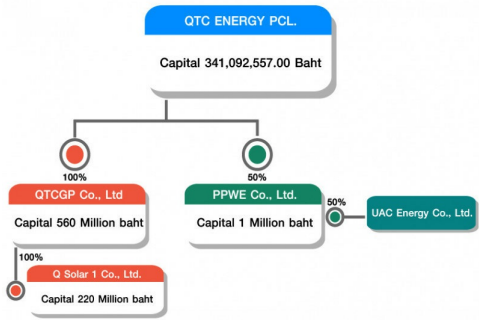 QTC ENERGY PCL.
Capital 341,092,557.00 Baht
100%
50%
QTCGP Co., Ltd
Capital 560 Million baht
PPWE Co., Ltd.
Capital 1 Million baht
50%
UAC Energy Co., Ltd.
100%
Q Solar 1 Co., Ltd.
Capital 220 Million baht